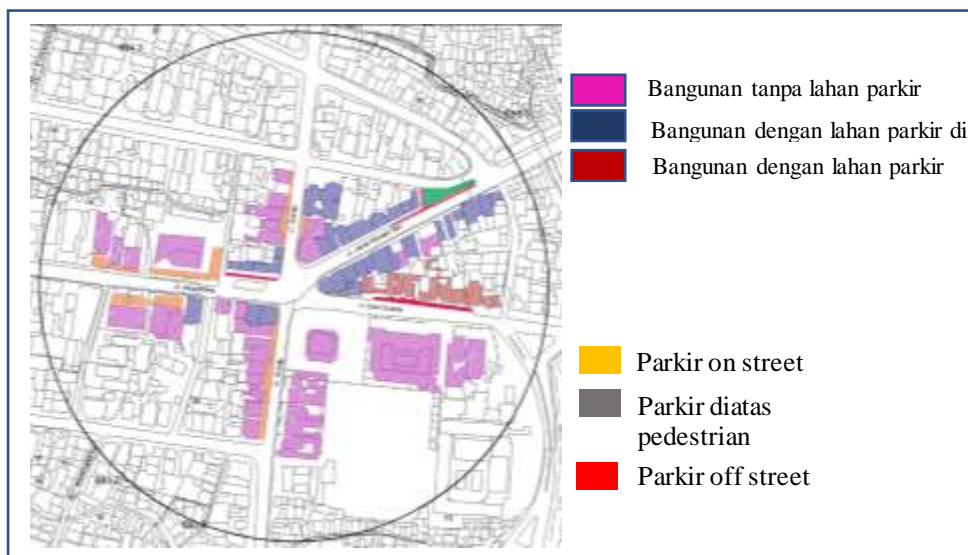 Bangunan tanpa lahan parkir
Bangunan dengan lahan parkir di
Bangunan dengan lahan parkir
Parkir on street
Parkir diatas
pedestrian
Parkir off street